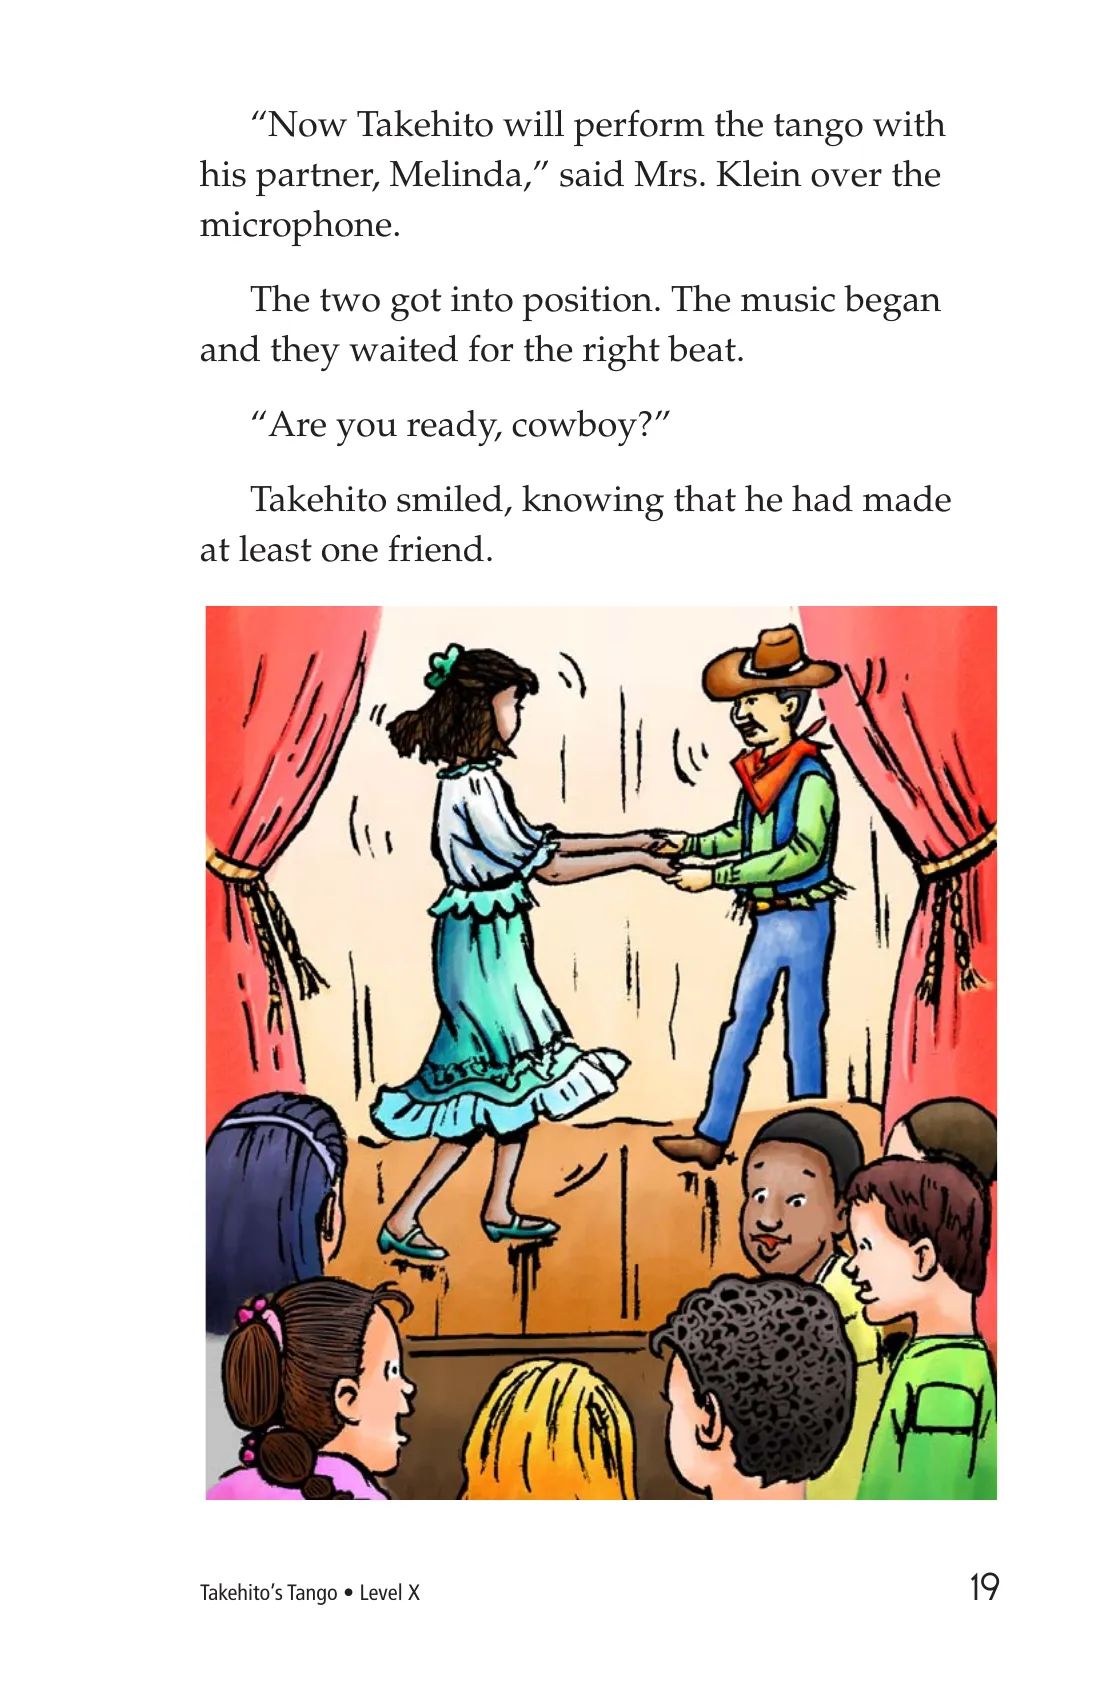 “Now Takehito will perform the tango with
his partner, Melinda,” said Mrs. Klein over the
microphone.
The two got into position. The music began
and they waited for the right beat.
“Are you ready, cowboy?”
Takehito smiled, knowing that he had made
at least one friend.
Takehito’s Tango • Level X
19